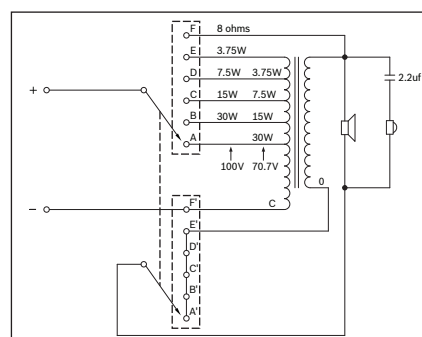 F 8 ohms
E 3.75W
D 7.5W 3.75W
C 15W 7.5W
B 30W 15W
A 30W
100V 70.7V
+
2.2uf
0
− F' C
E'
D'
C'
B'
A'